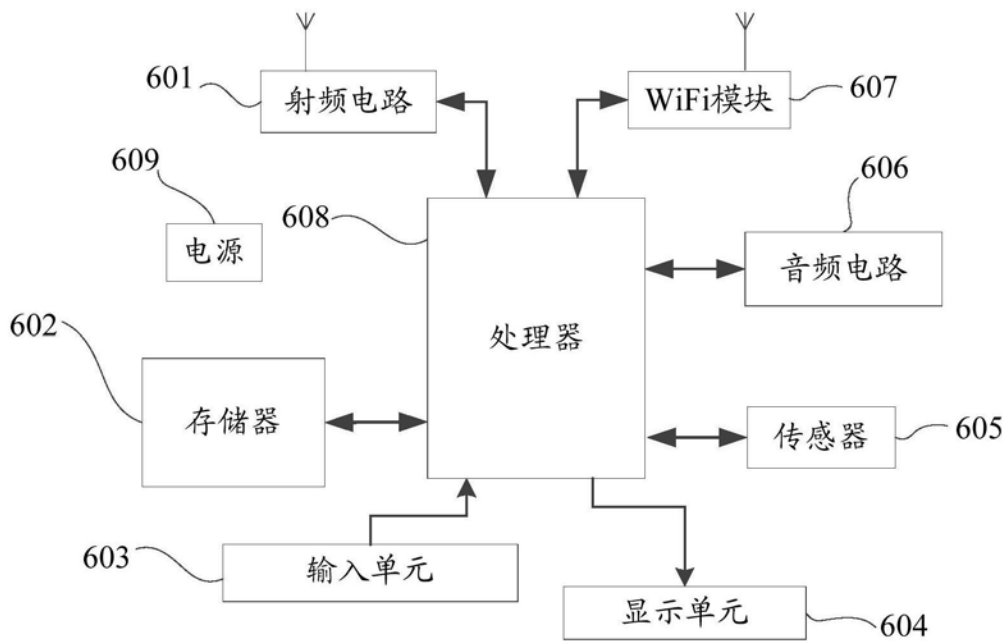 601
射频电路
WiFi模块
607
609
电源
608
606
音频电路
处理器
602
存储器
传感器
605
603
输入单元
显示单元
604